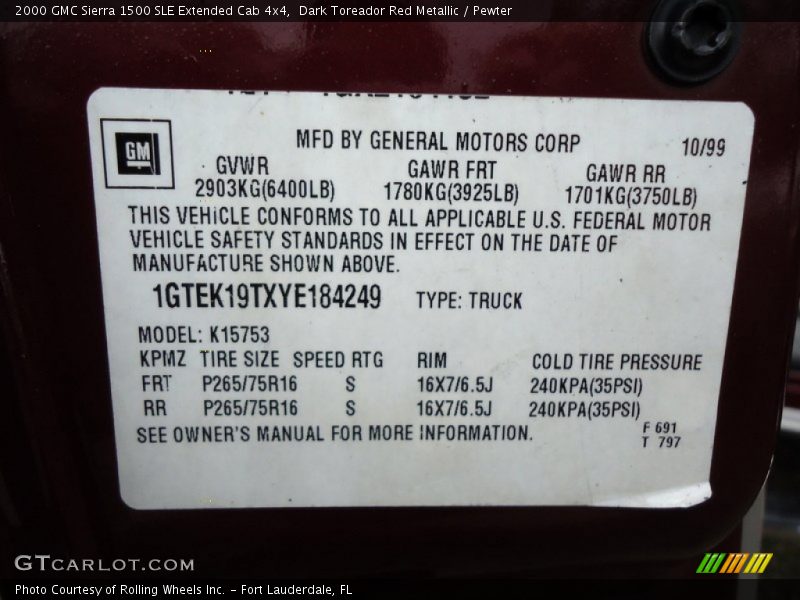 2000 GMC Sierra 1500 SLE Extended Cab 4x4,  Dark Toreador Red Metallic / Pewter
GM
MFD BY GENERAL MOTORS CORP 10/99
GVWR GAWR FRT GAWR RR
2903KG(6400LB) 1780KG(3925LB) 1701KG(3750LB)
THIS VEHICLE CONFORMS TO ALL APPLICABLE U.S. FEDERAL MOTOR
VEHICLE SAFETY STANDARDS IN EFFECT ON THE DATE OF
MANUFACTURE SHOWN ABOVE.
1GTEK19TXYE184249 TYPE: TRUCK
MODEL: K15753
KPMZ TIRE SIZE SPEED RTG RIM COLD TIRE PRESSURE
FRT P265/75R16 S 16X7/6.5J 240KPA(35PSI)
RR P265/75R16 S 16X7/6.5J 240KPA(35PSI)
SEE OWNER'S MANUAL FOR MORE INFORMATION.
F 691
T 797
GTCARLOT.COM
Photo Courtesy of Rolling Wheels Inc. – Fort Lauderdale, FL